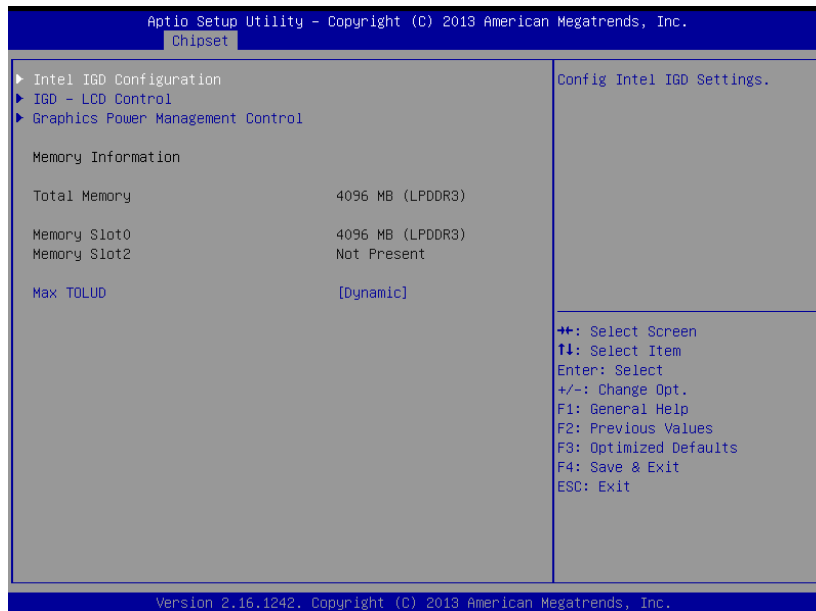 Aptio Setup Utility – Copyright (C) 2013 American Megatrends, Inc.
Chipset
▶ Intel IGD Configuration
▶ IGD – LCD Control
▶ Graphics Power Management Control
Memory Information
Total Memory 4096 MB (LPDDR3)
Memory Slot0 4096 MB (LPDDR3)
Memory Slot2 Not Present
Max TOLUD [Dynamic]
Config Intel IGD Settings.
→←: Select Screen
↑↓: Select Item
Enter: Select
+/-: Change Opt.
F1: General Help
F2: Previous Values
F3: Optimized Defaults
F4: Save & Exit
ESC: Exit
Version 2.16.1242. Copyright (C) 2013 American Megatrends, Inc.